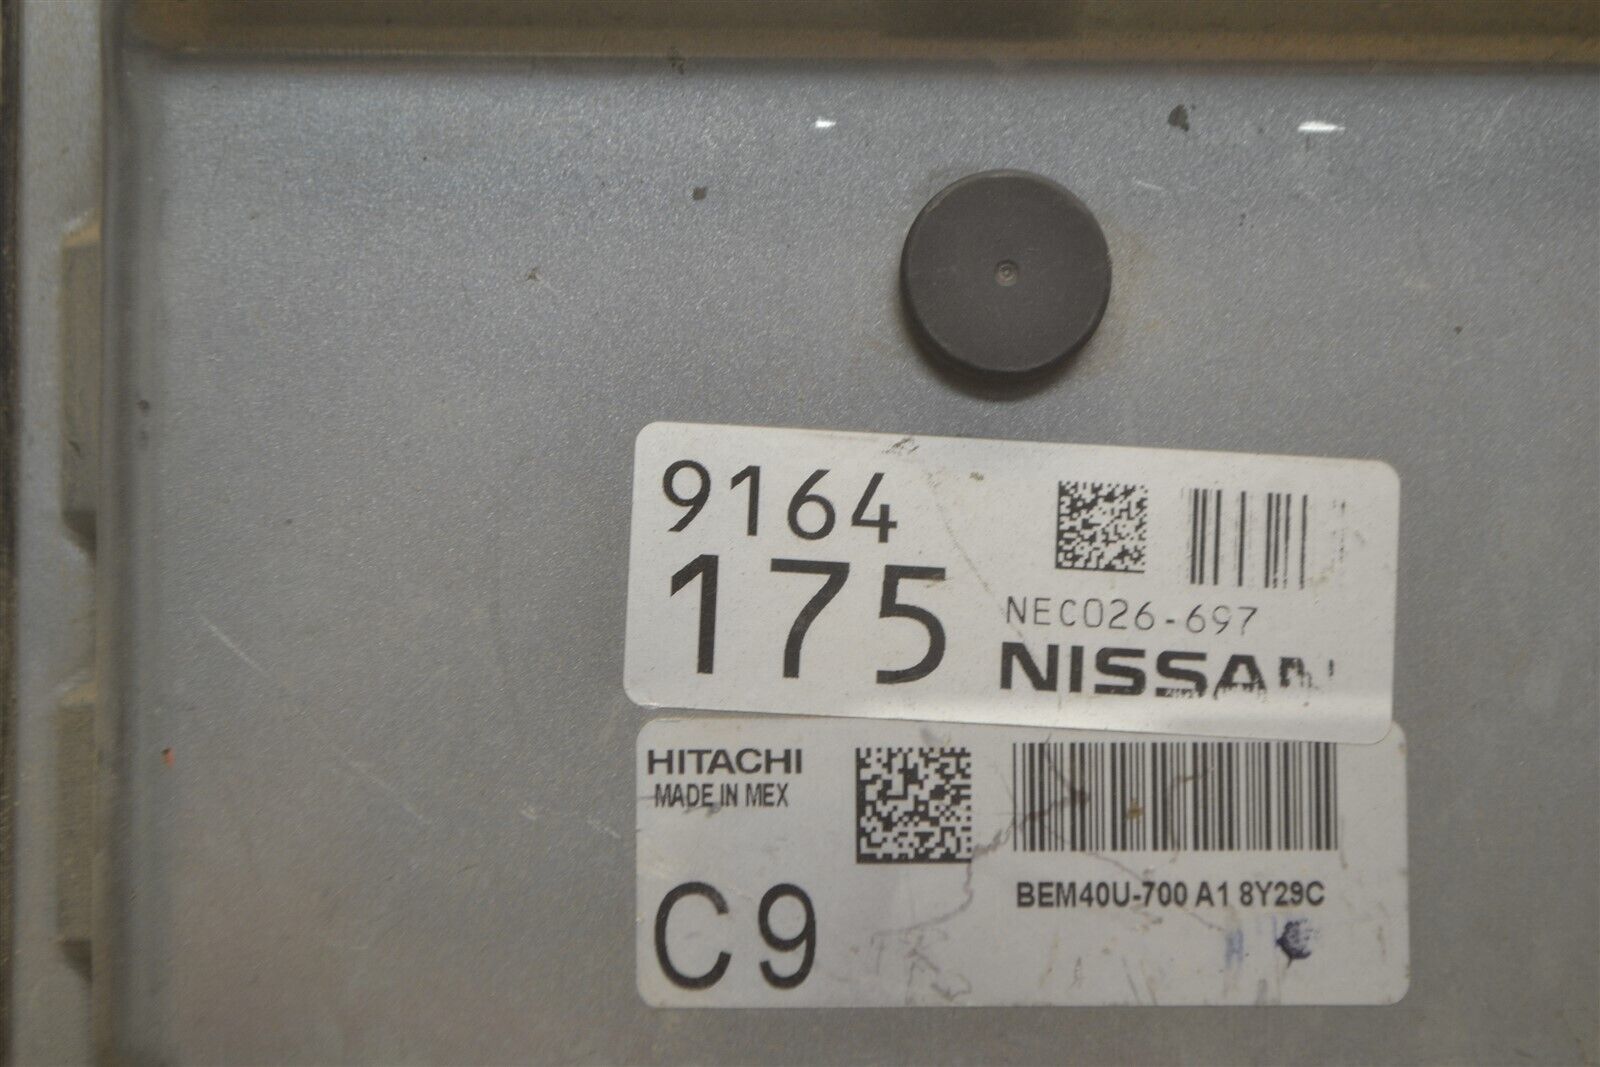 9164
175
NEC026-697
NISSAN
HITACHI
MADE IN MEX
C9
BEM40U-700 A1 8Y29C